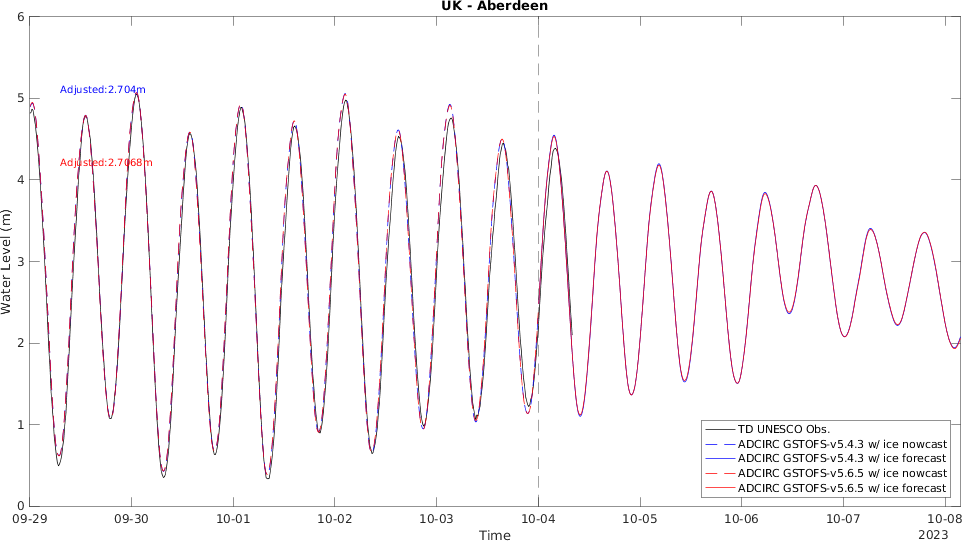 UK - Aberdeen
6
5
4
3
2
1
0
Water Level (m)
Adjusted:2.704m
Adjusted:2.7068m
TD UNESCO Obs.
ADCIRC GSTOFS-v5.4.3 w/ ice nowcast
ADCIRC GSTOFS-v5.4.3 w/ ice forecast
ADCIRC GSTOFS-v5.6.5 w/ ice nowcast
ADCIRC GSTOFS-v5.6.5 w/ ice forecast
09-29 09-30 10-01 10-02 10-03 10-04 10-05 10-06 10-07 10-08
Time
2023